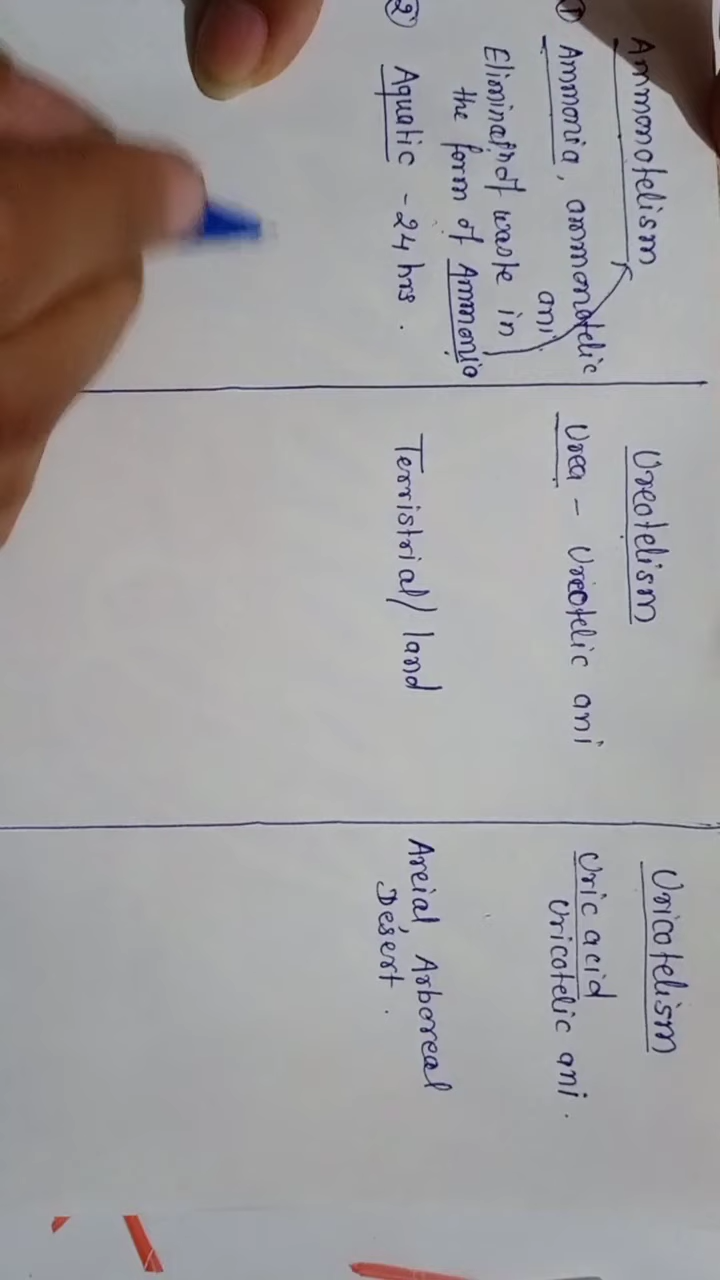 Ammonotelism
① Ammonia, ammonotelic
ani.
Eliminatn of waste in
the form of Ammonia
② Aquatic - 24 hrs.
Ureotelism
Urea - Ureotelic ani
Terristrial/land
Uricotelism
Uric acid
Uricotelic ani.
Areial, Arboreal
Desert.